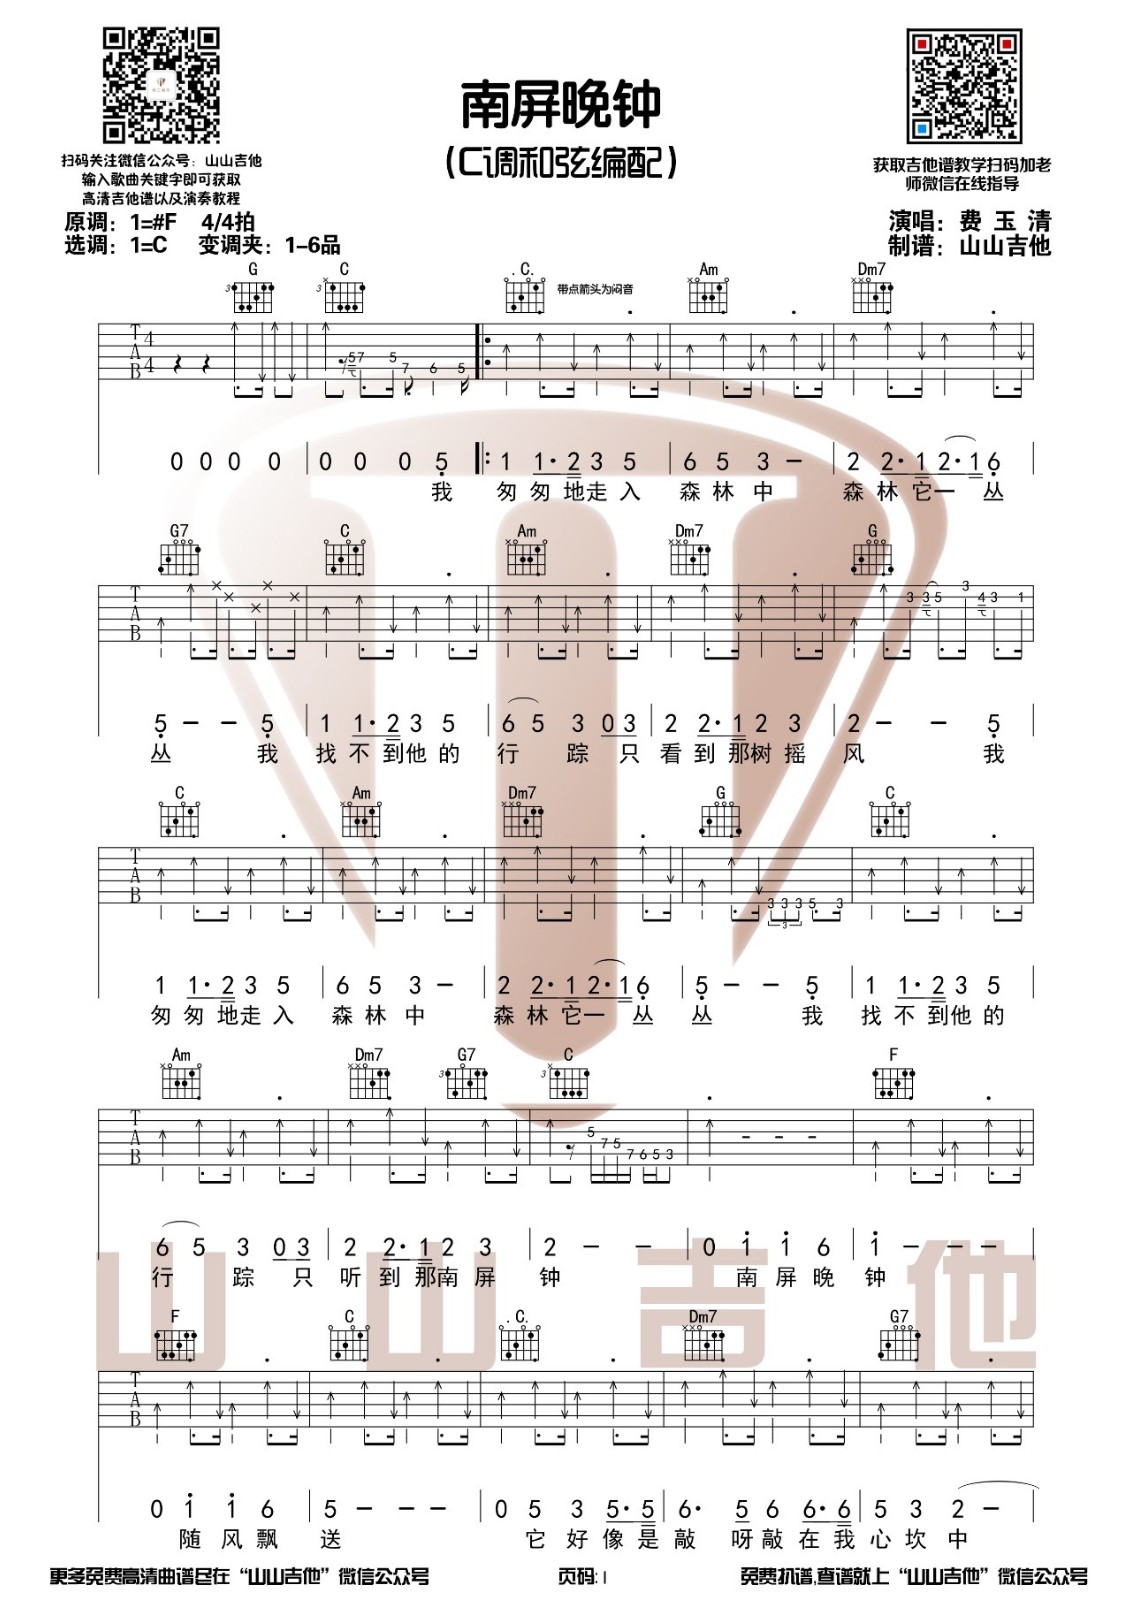 南屏晚钟
(C调和弦编配)
扫码关注微信公众号：山山吉他
输入歌曲关键字即可获取
高清吉他谱以及演奏教程
获取吉他谱教学扫码加老
师微信在线指导
原调：1=#F 4/4拍
选调：1=C 变调夹：1-6品
演唱：费 玉 清
制谱：山山吉他
G C .C. 带点箭头为闷音 Am Dm7
0 0 0 0 0 0 0 5 1 1·2 3 5 6 5 3 － 2 2·1 2·1 6
我 匆 匆 地 走 入 森 林 中 森 林 它 一 丛
G7 C Am Dm7 G
5 － － 5 1 1·2 3 5 6 5 3 0 3 2 2·1 2 3 2 － 5
丛 我 找 不 到 他 的 行 踪 只 看 到 那 树 摇 风 我
C Am Dm7 G C
1 1·2 3 5 6 5 3 － 2 2·1 2·1 6 5 － － 5 1 1·2 3 5
匆 匆 地 走 入 森 林 中 森 林 它 一 丛 丛 我 找 不 到 他 的
Am Dm7 G7 C F
6 5 3 0 3 2 2·1 2 3 2 － － 0 1 1 6 1 － －
行 踪 只 听 到 那 南 屏 钟 南 屏 晚 钟
F C .C. Dm7 G7
0 1 1 6 5 － － － 0 5 3 5·5 6· 5 6 6·6 5 3 2 －
随 风 飘 送 它 好 像 是 敲 呀 敲 在 我 心 坎 中
山山吉他
更多免费高清曲谱尽在“山山吉他”微信公众号
页码: 1
免费扒谱,查谱就上“山山吉他”微信公众号